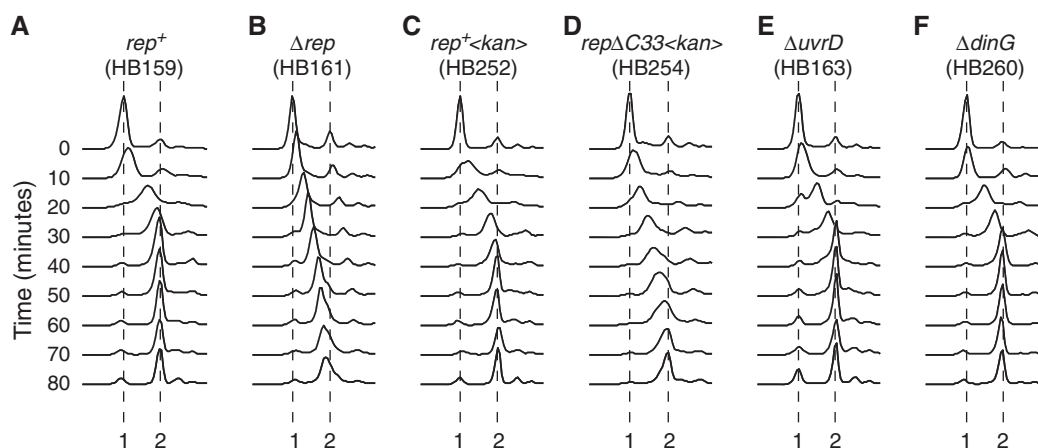 A B C D E F
rep+ Δrep rep+<kan> repΔC33<kan> ΔuvrD ΔdinG
(HB159) (HB161) (HB252) (HB254) (HB163) (HB260)
0
10
20
30
40
50
60
70
80
Time (minutes)
1 2 1 2 1 2 1 2 1 2 1 2